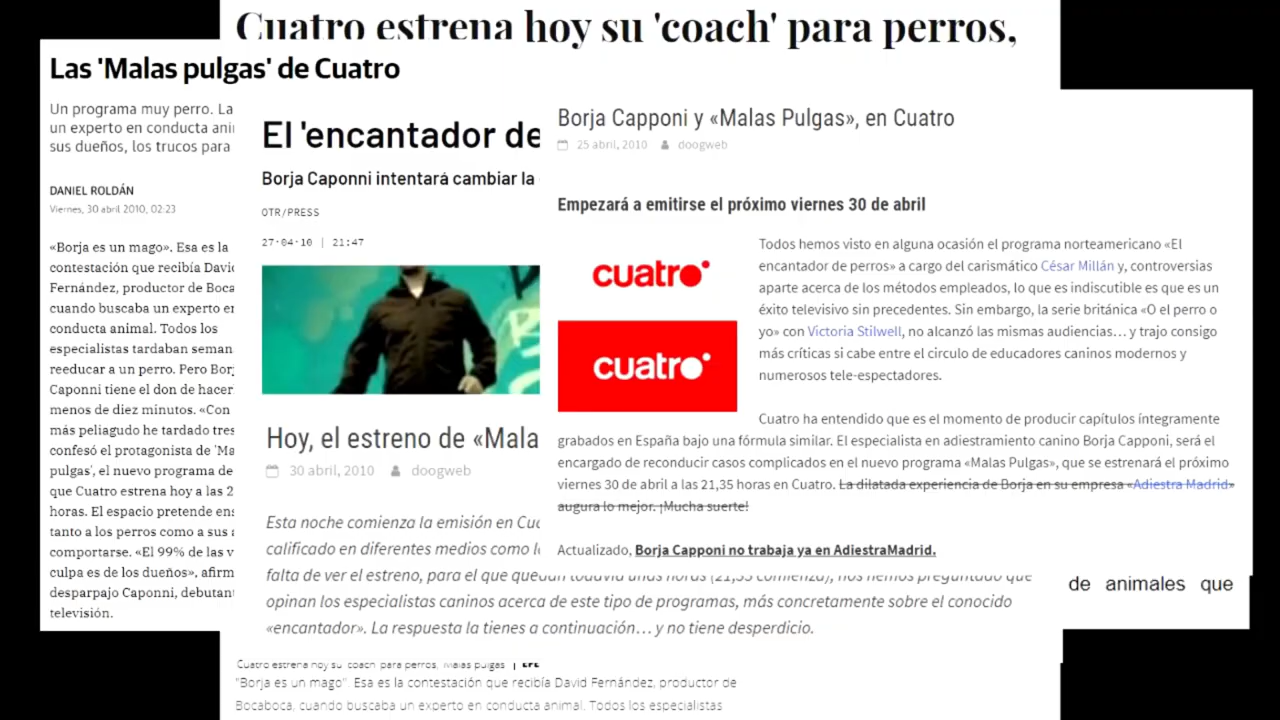 Cuatro estrena hoy su 'coach' para perros,
Las 'Malas pulgas' de Cuatro
Un programa muy perro. La
un experto en conducta ani
sus dueños, los trucos para
DANIEL ROLDÁN
Viernes, 30 abril 2010, 02:23
«Borja es un mago». Esa es la
contestación que recibía Davi
Fernández, productor de Boca
cuando buscaba un experto en
conducta animal. Todos los
especialistas tardaban seman
reeducar a un perro. Pero Borj
Caponni tiene el don de hacer
menos de diez minutos. «Con
más peliagudo he tardado tres
confesó el protagonista de 'Ma
pulgas', el nuevo programa de
que Cuatro estrena hoy a las 2
horas. El espacio pretende ens
tanto a los perros como a sus
comportarse. «El 99% de las v
culpa es de los dueños», afirm
desparpajo Caponni, debutan
televisión.
El 'encantador de
Borja Caponni intentará cambiar la
OTR/PRESS
27·04·10 | 21:47
Hoy, el estreno de «Mala
30 abril, 2010 doogweb
Esta noche comienza la emisión en Cua
calificado en diferentes medios como l
falta de ver el estreno, para el que quedan todavía unas horas (21,35 comienza), nos hemos preguntado que
opinan los especialistas caninos acerca de este tipo de programas, más concretamente sobre el conocido
«encantador». La respuesta la tienes a continuación… y no tiene desperdicio.
Borja Capponi y «Malas Pulgas», en Cuatro
25 abril, 2010 doogweb
Empezará a emitirse el próximo viernes 30 de abril
cuatro
cuatro
Todos hemos visto en alguna ocasión el programa norteamericano «El
encantador de perros» a cargo del carismático César Millán y, controversias
aparte acerca de los métodos empleados, lo que es indiscutible es que es un
éxito televisivo sin precedentes. Sin embargo, la serie británica «O el perro o
yo» con Victoria Stilwell, no alcanzó las mismas audiencias… y trajo consigo
más críticas si cabe entre el circulo de educadores caninos modernos y
numerosos tele-espectadores.
Cuatro ha entendido que es el momento de producir capítulos íntegramente
grabados en España bajo una fórmula similar. El especialista en adiestramiento canino Borja Capponi, será el
encargado de reconducir casos complicados en el nuevo programa «Malas Pulgas», que se estrenará el próximo
viernes 30 de abril a las 21,35 horas en Cuatro. La dilatada experiencia de Borja en su empresa «Adiestra Madrid»
augura lo mejor. ¡Mucha suerte!
Actualizado, Borja Capponi no trabaja ya en AdiestraMadrid.
de animales que
Cuatro estrena hoy su 'coach' para perros, 'Malas pulgas' | EFE
"Borja es un mago". Esa es la contestación que recibía David Fernández, productor de
Bocaboca, cuando buscaba un experto en conducta animal. Todos los especialistas